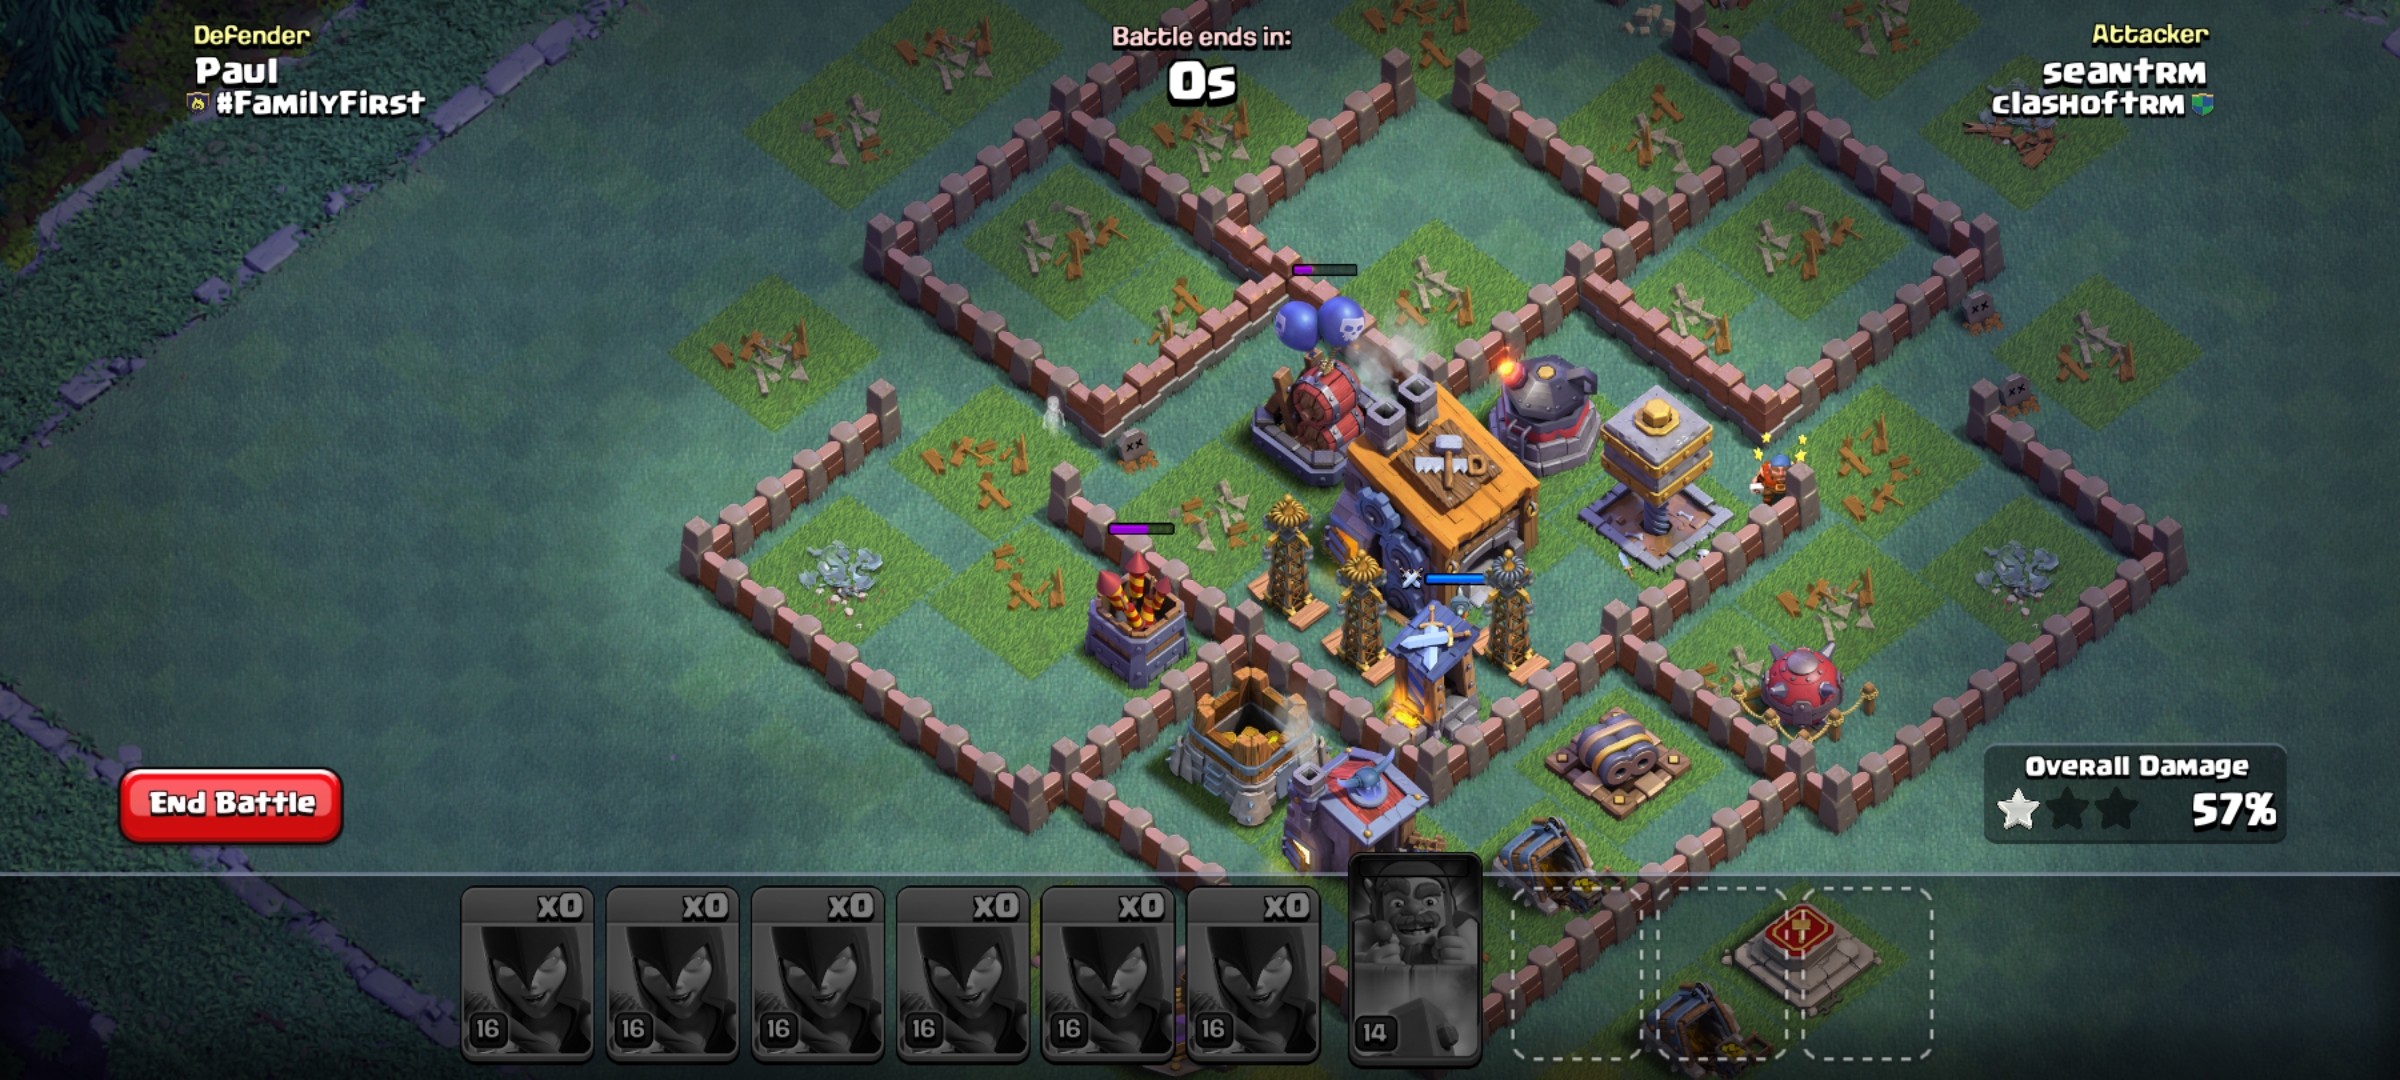 Defender
Paul
#FamilyFirst
Battle ends in:
0s
Attacker
seantrm
clashoftrm
End Battle
Overall Damage
57%
x0
x0
x0
x0
x0
x0
16
16
16
16
16
16
14